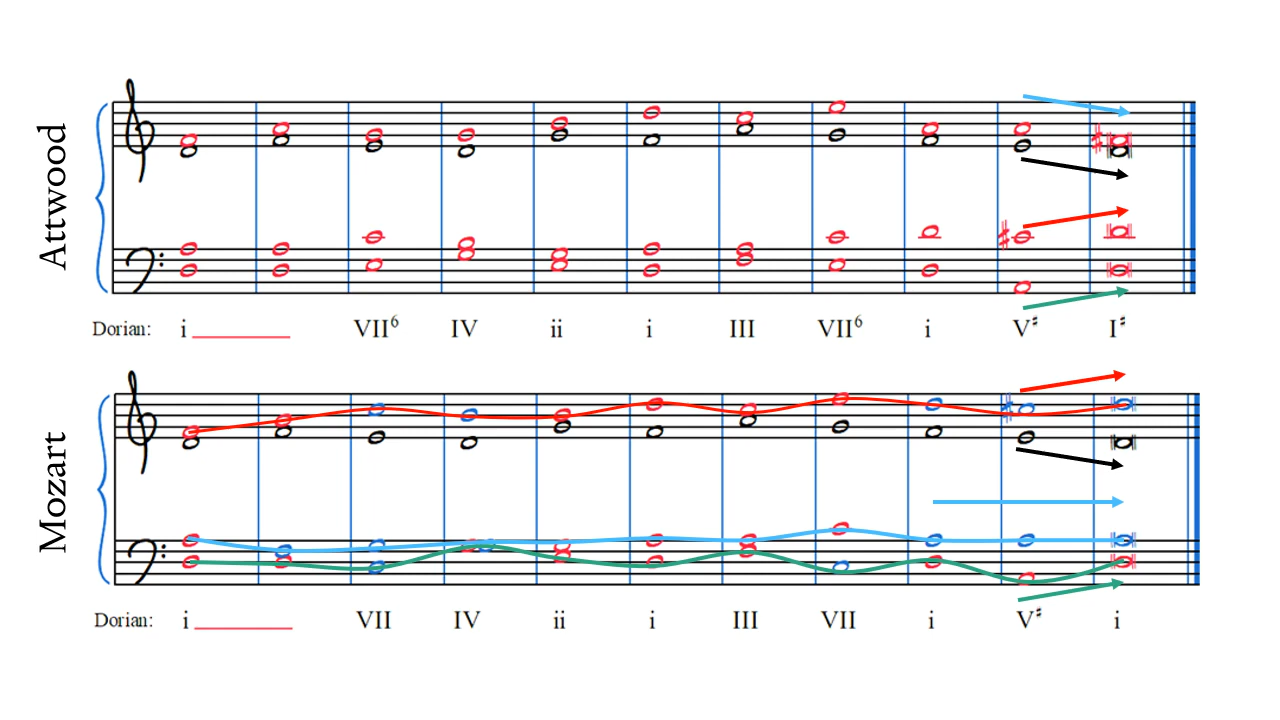 Attwood
Dorian: i VII6 IV ii i III VII6 i V♯ I♯
Mozart
Dorian: i VII IV ii i III VII i V♯ i